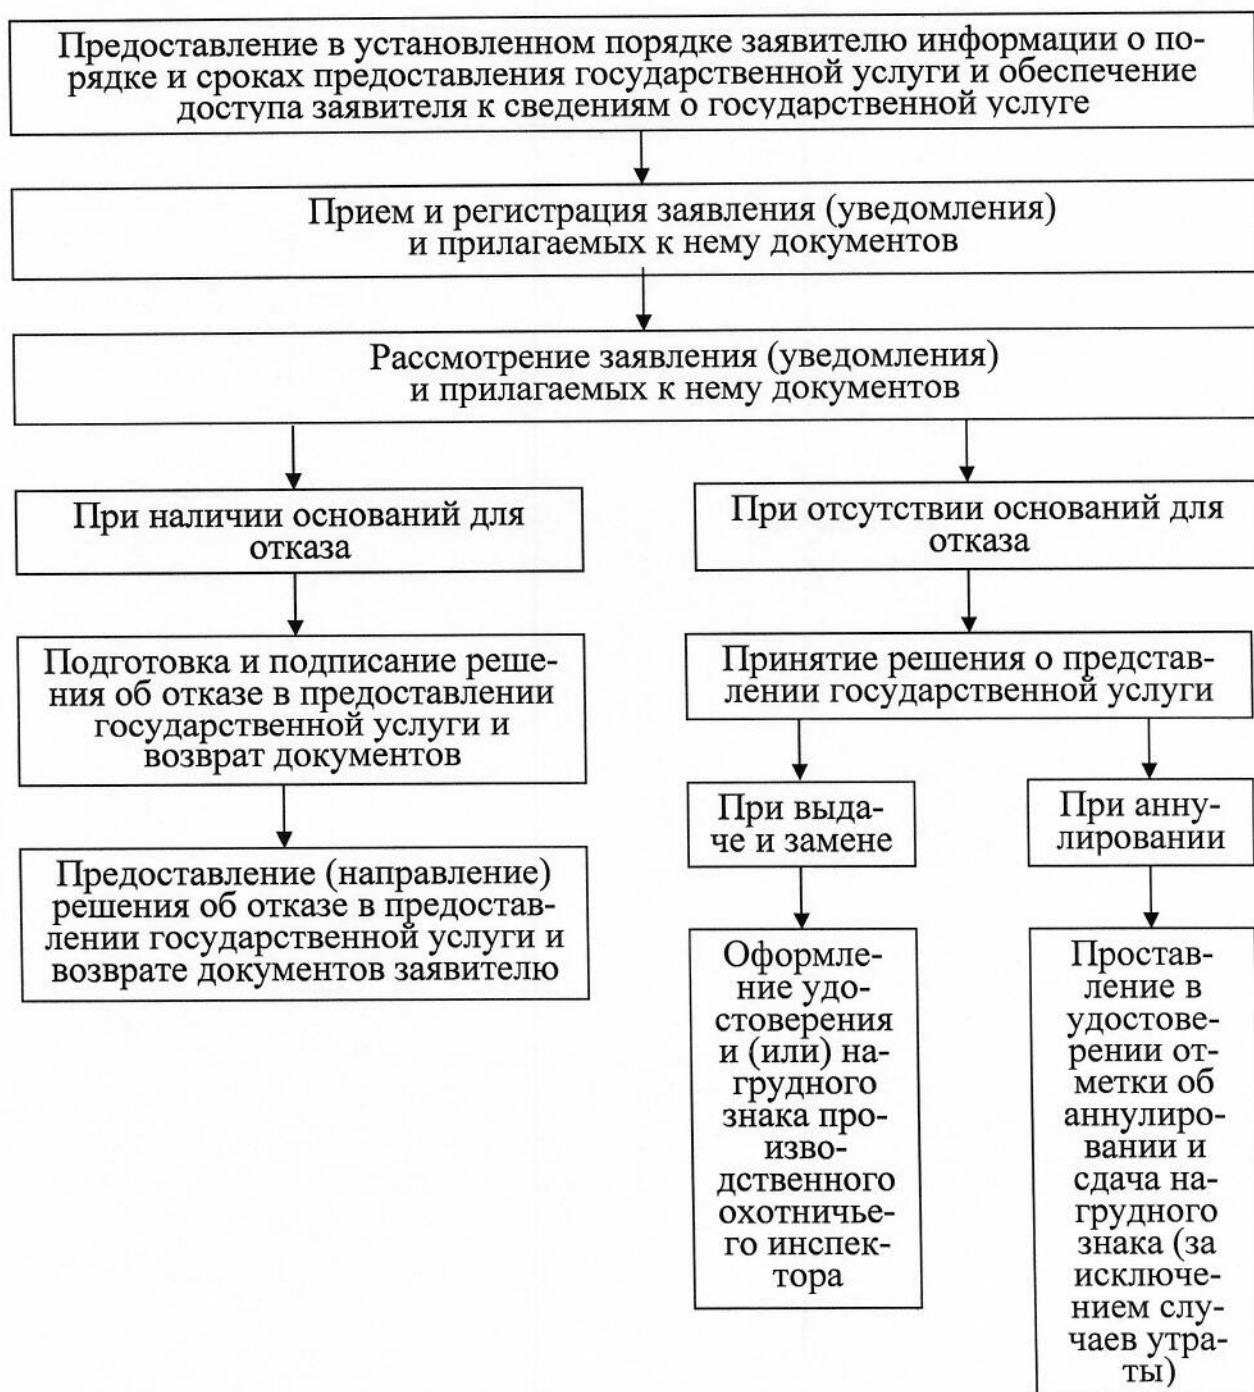 Предоставление в установленном порядке заявителю информации о по-
рядке и сроках предоставления государственной услуги и обеспечение
доступа заявителя к сведениям о государственной услуге
Прием и регистрация заявления (уведомления)
и прилагаемых к нему документов
Рассмотрение заявления (уведомления)
и прилагаемых к нему документов
При наличии оснований для
отказа
При отсутствии оснований для
отказа
Подготовка и подписание реше-
ния об отказе в предоставлении
государственной услуги и
возврат документов
Принятие решения о представ-
лении государственной услуги
Предоставление (направление)
решения об отказе в предостав-
лении государственной услуги и
возврате документов заявителю
При выда-
че и замене
При анну-
лировании
Оформле-
ние удо-
стоверения
и (или) на-
грудного
знака про-
изво-
дственного
охотничье-
го инспек-
тора
Простав-
ление в
удостове-
рении от-
метки об
аннулиро-
вании и
сдача на-
грудного
знака (за
исключе-
нием слу-
чаев утра-
ты)